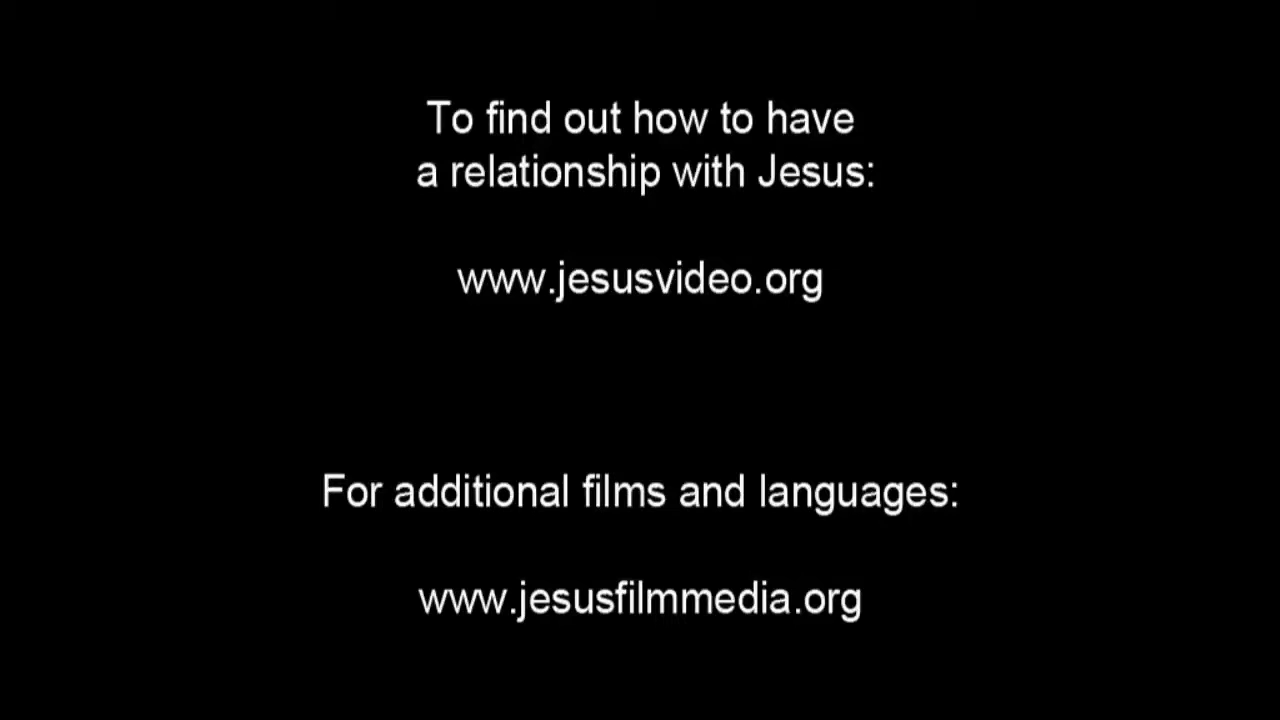 To find out how to have
a relationship with Jesus:
www.jesusvideo.org
For additional films and languages:
www.jesusfilmmedia.org